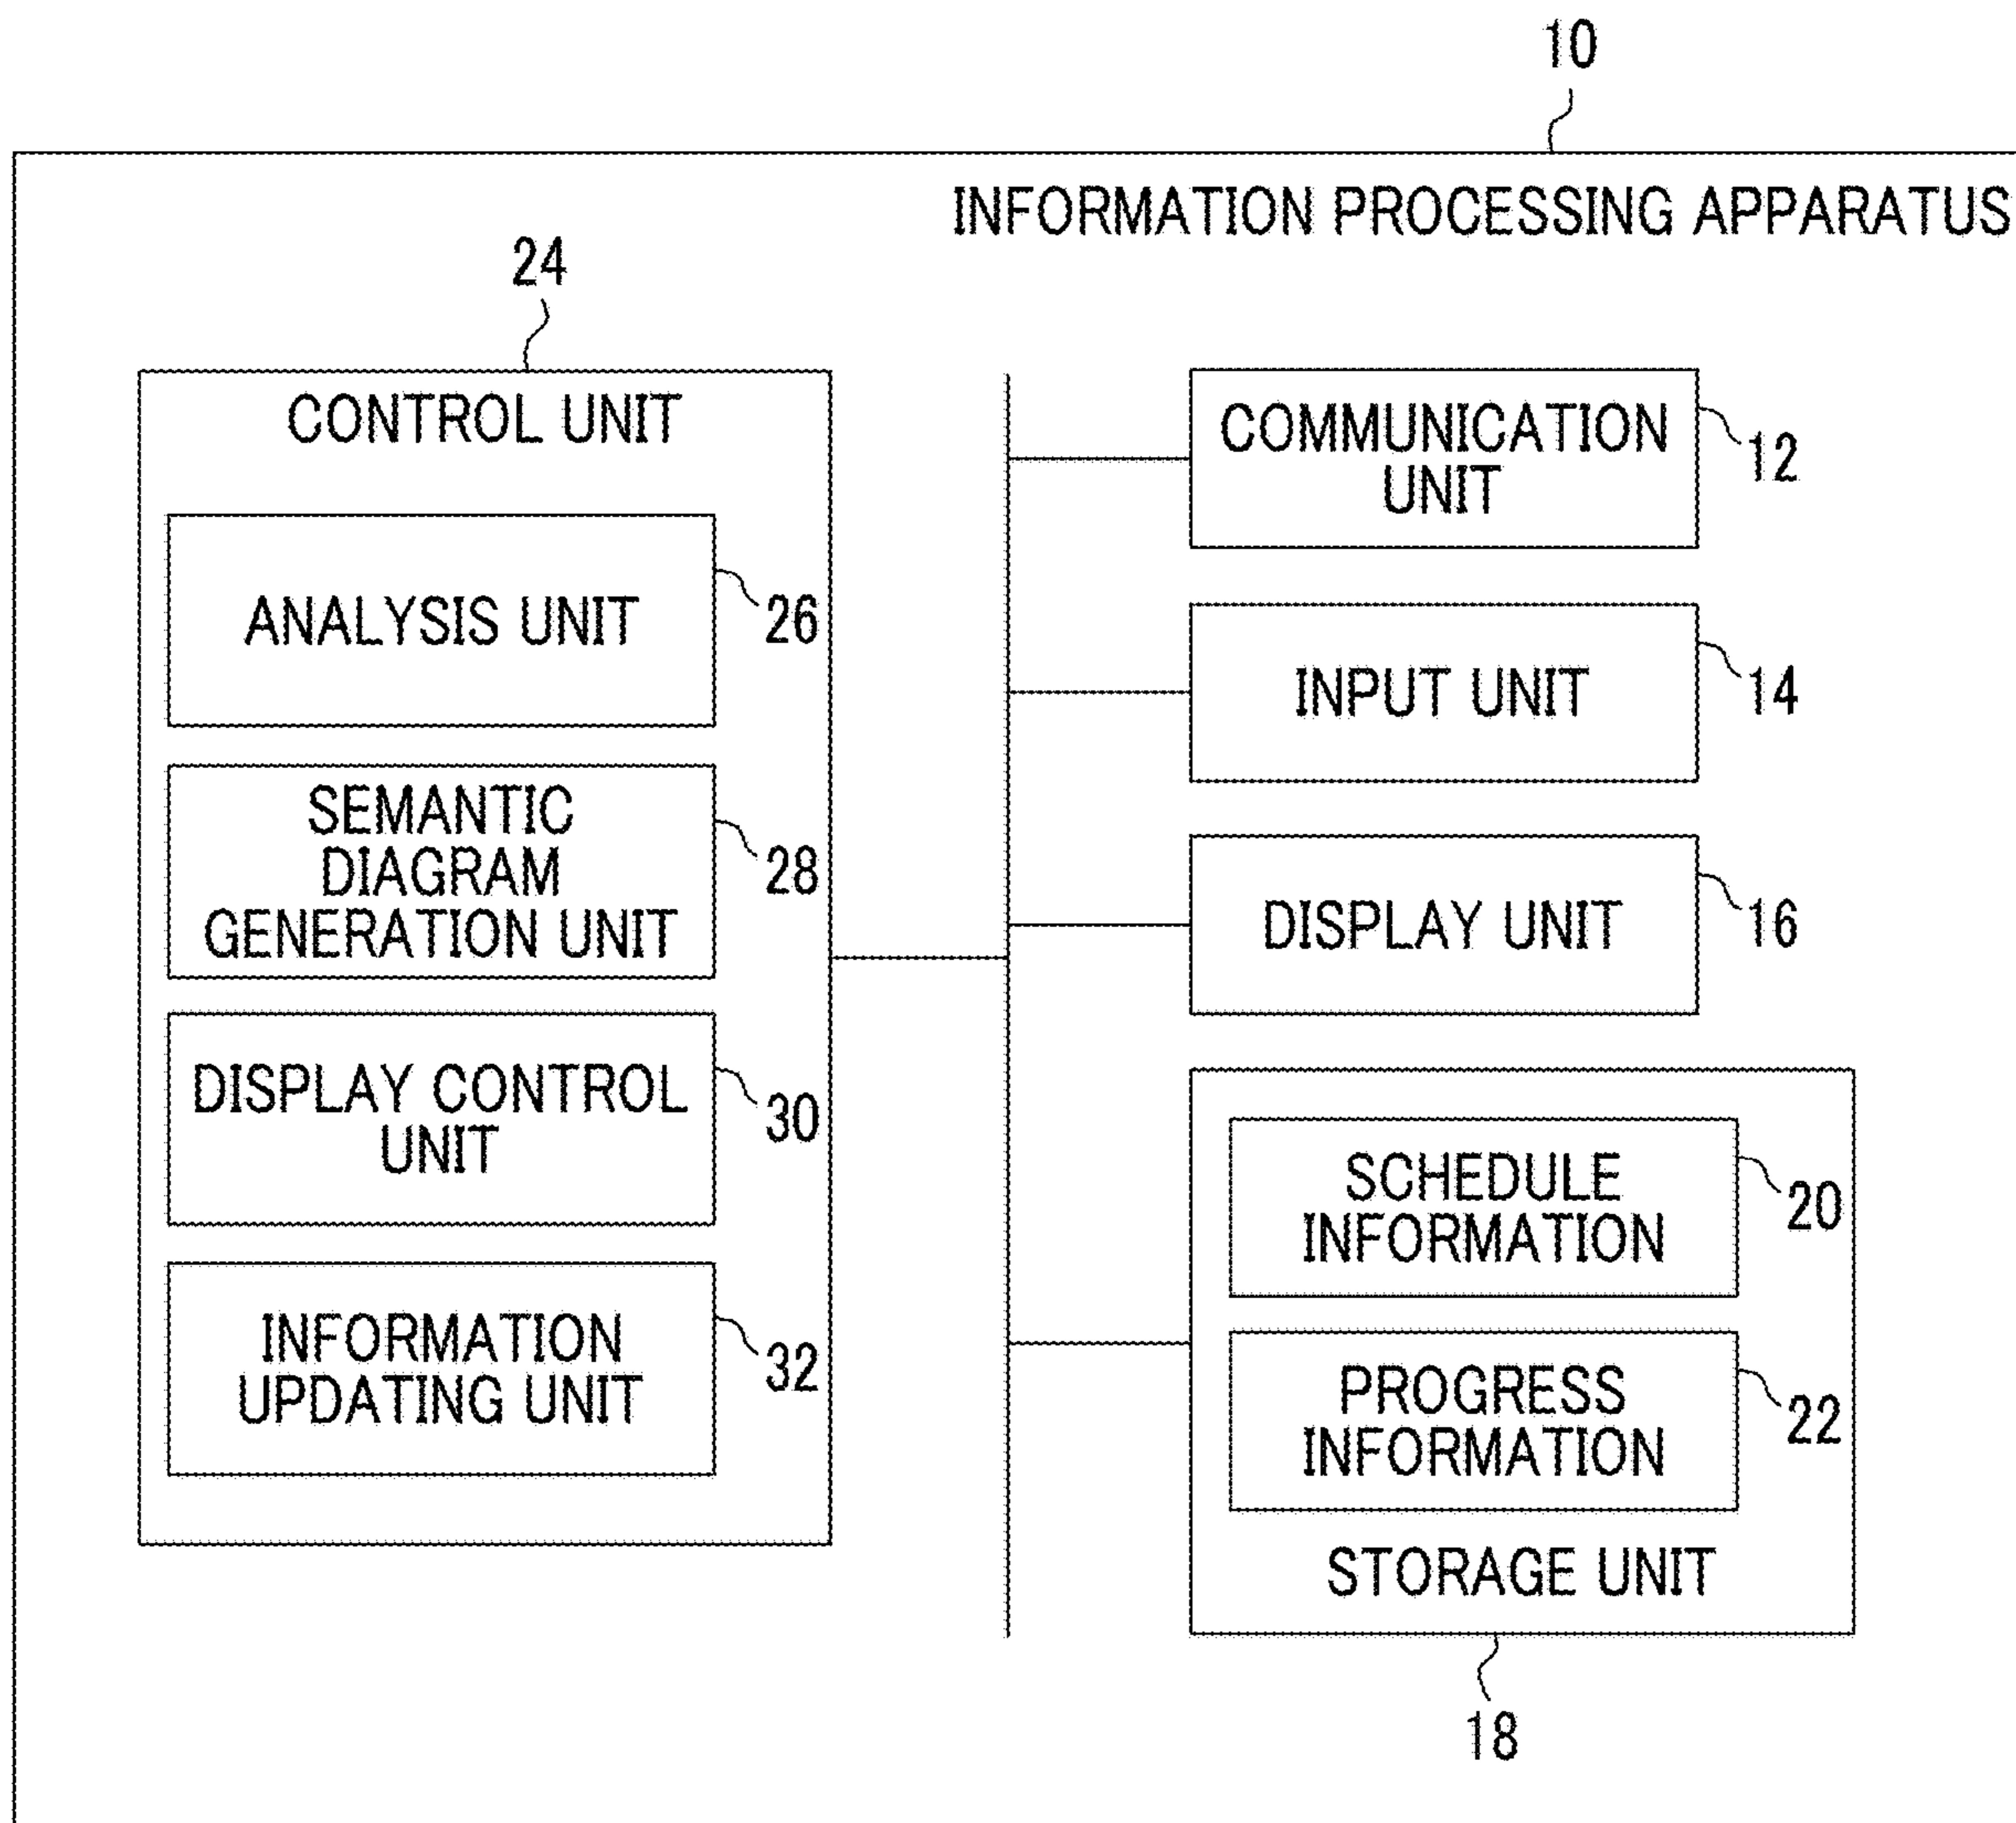 10
INFORMATION PROCESSING APPARATUS
24
CONTROL UNIT
ANALYSIS UNIT
26
SEMANTIC
DIAGRAM
GENERATION UNIT
28
DISPLAY CONTROL
UNIT
30
INFORMATION
UPDATING UNIT
32
COMMUNICATION
UNIT
12
INPUT UNIT
14
DISPLAY UNIT
16
SCHEDULE
INFORMATION
20
PROGRESS
INFORMATION
22
STORAGE UNIT
18